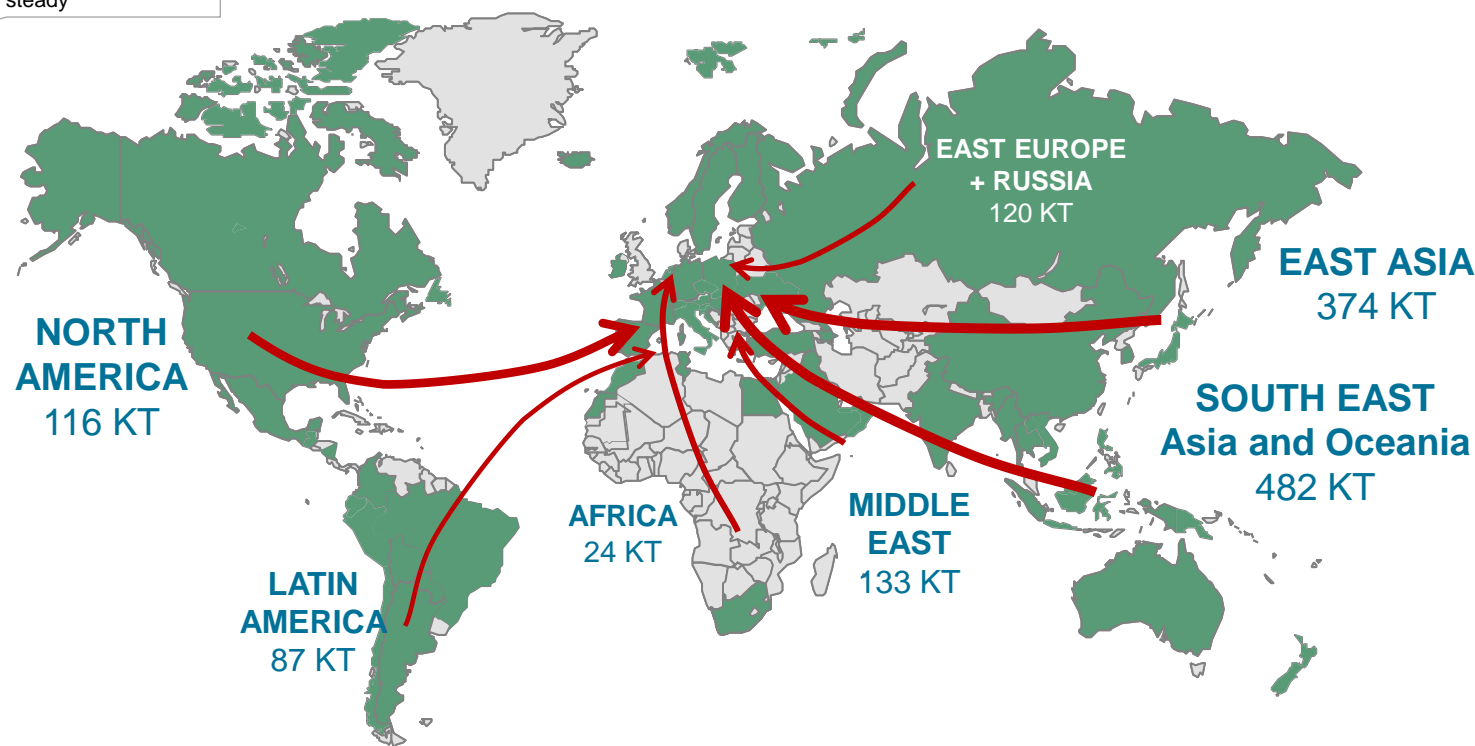 steady
EAST EUROPE
+ RUSSIA
120 KT
EAST ASIA
374 KT
NORTH
AMERICA
116 KT
SOUTH EAST
Asia and Oceania
482 KT
AFRICA
24 KT
MIDDLE
EAST
133 KT
LATIN
AMERICA
87 KT